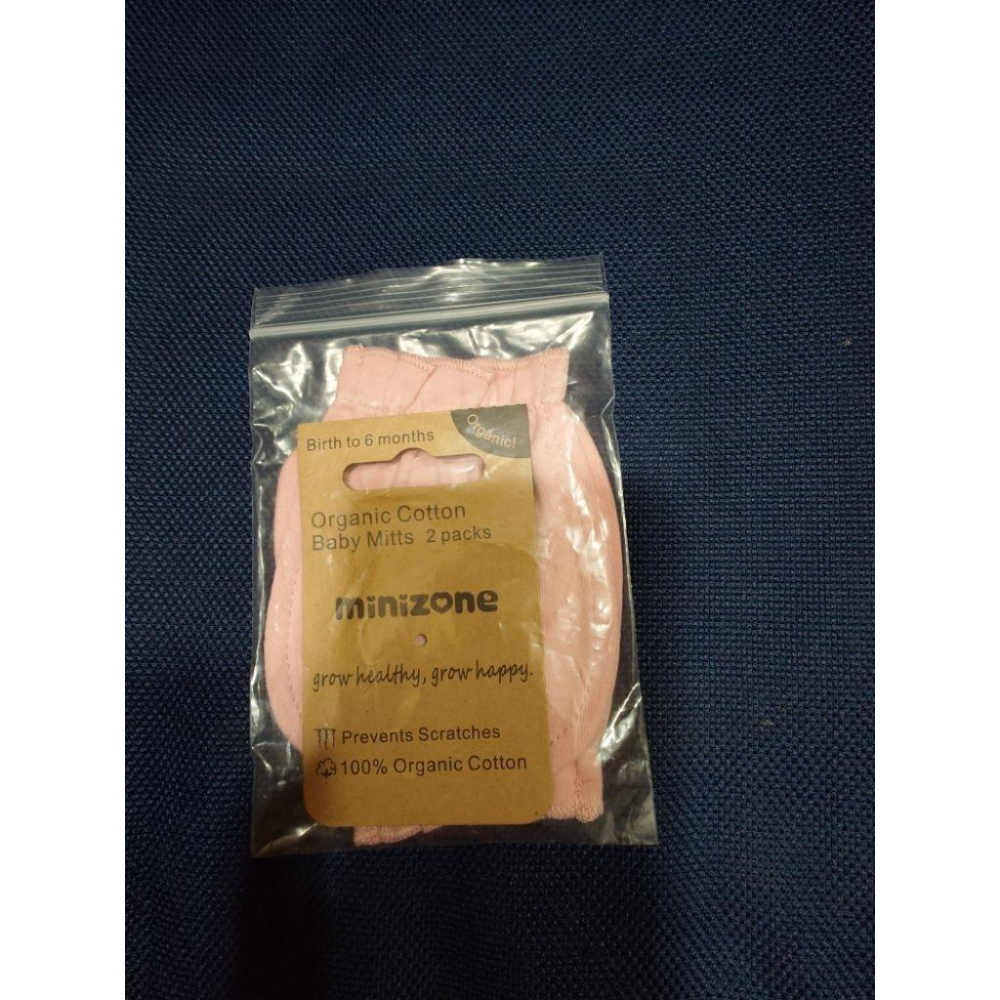 Birth to 6 months
Organic!
Organic Cotton
Baby Mitts 2 packs
minizone
grow healthy, grow happy.
Prevents Scratches
100% Organic Cotton